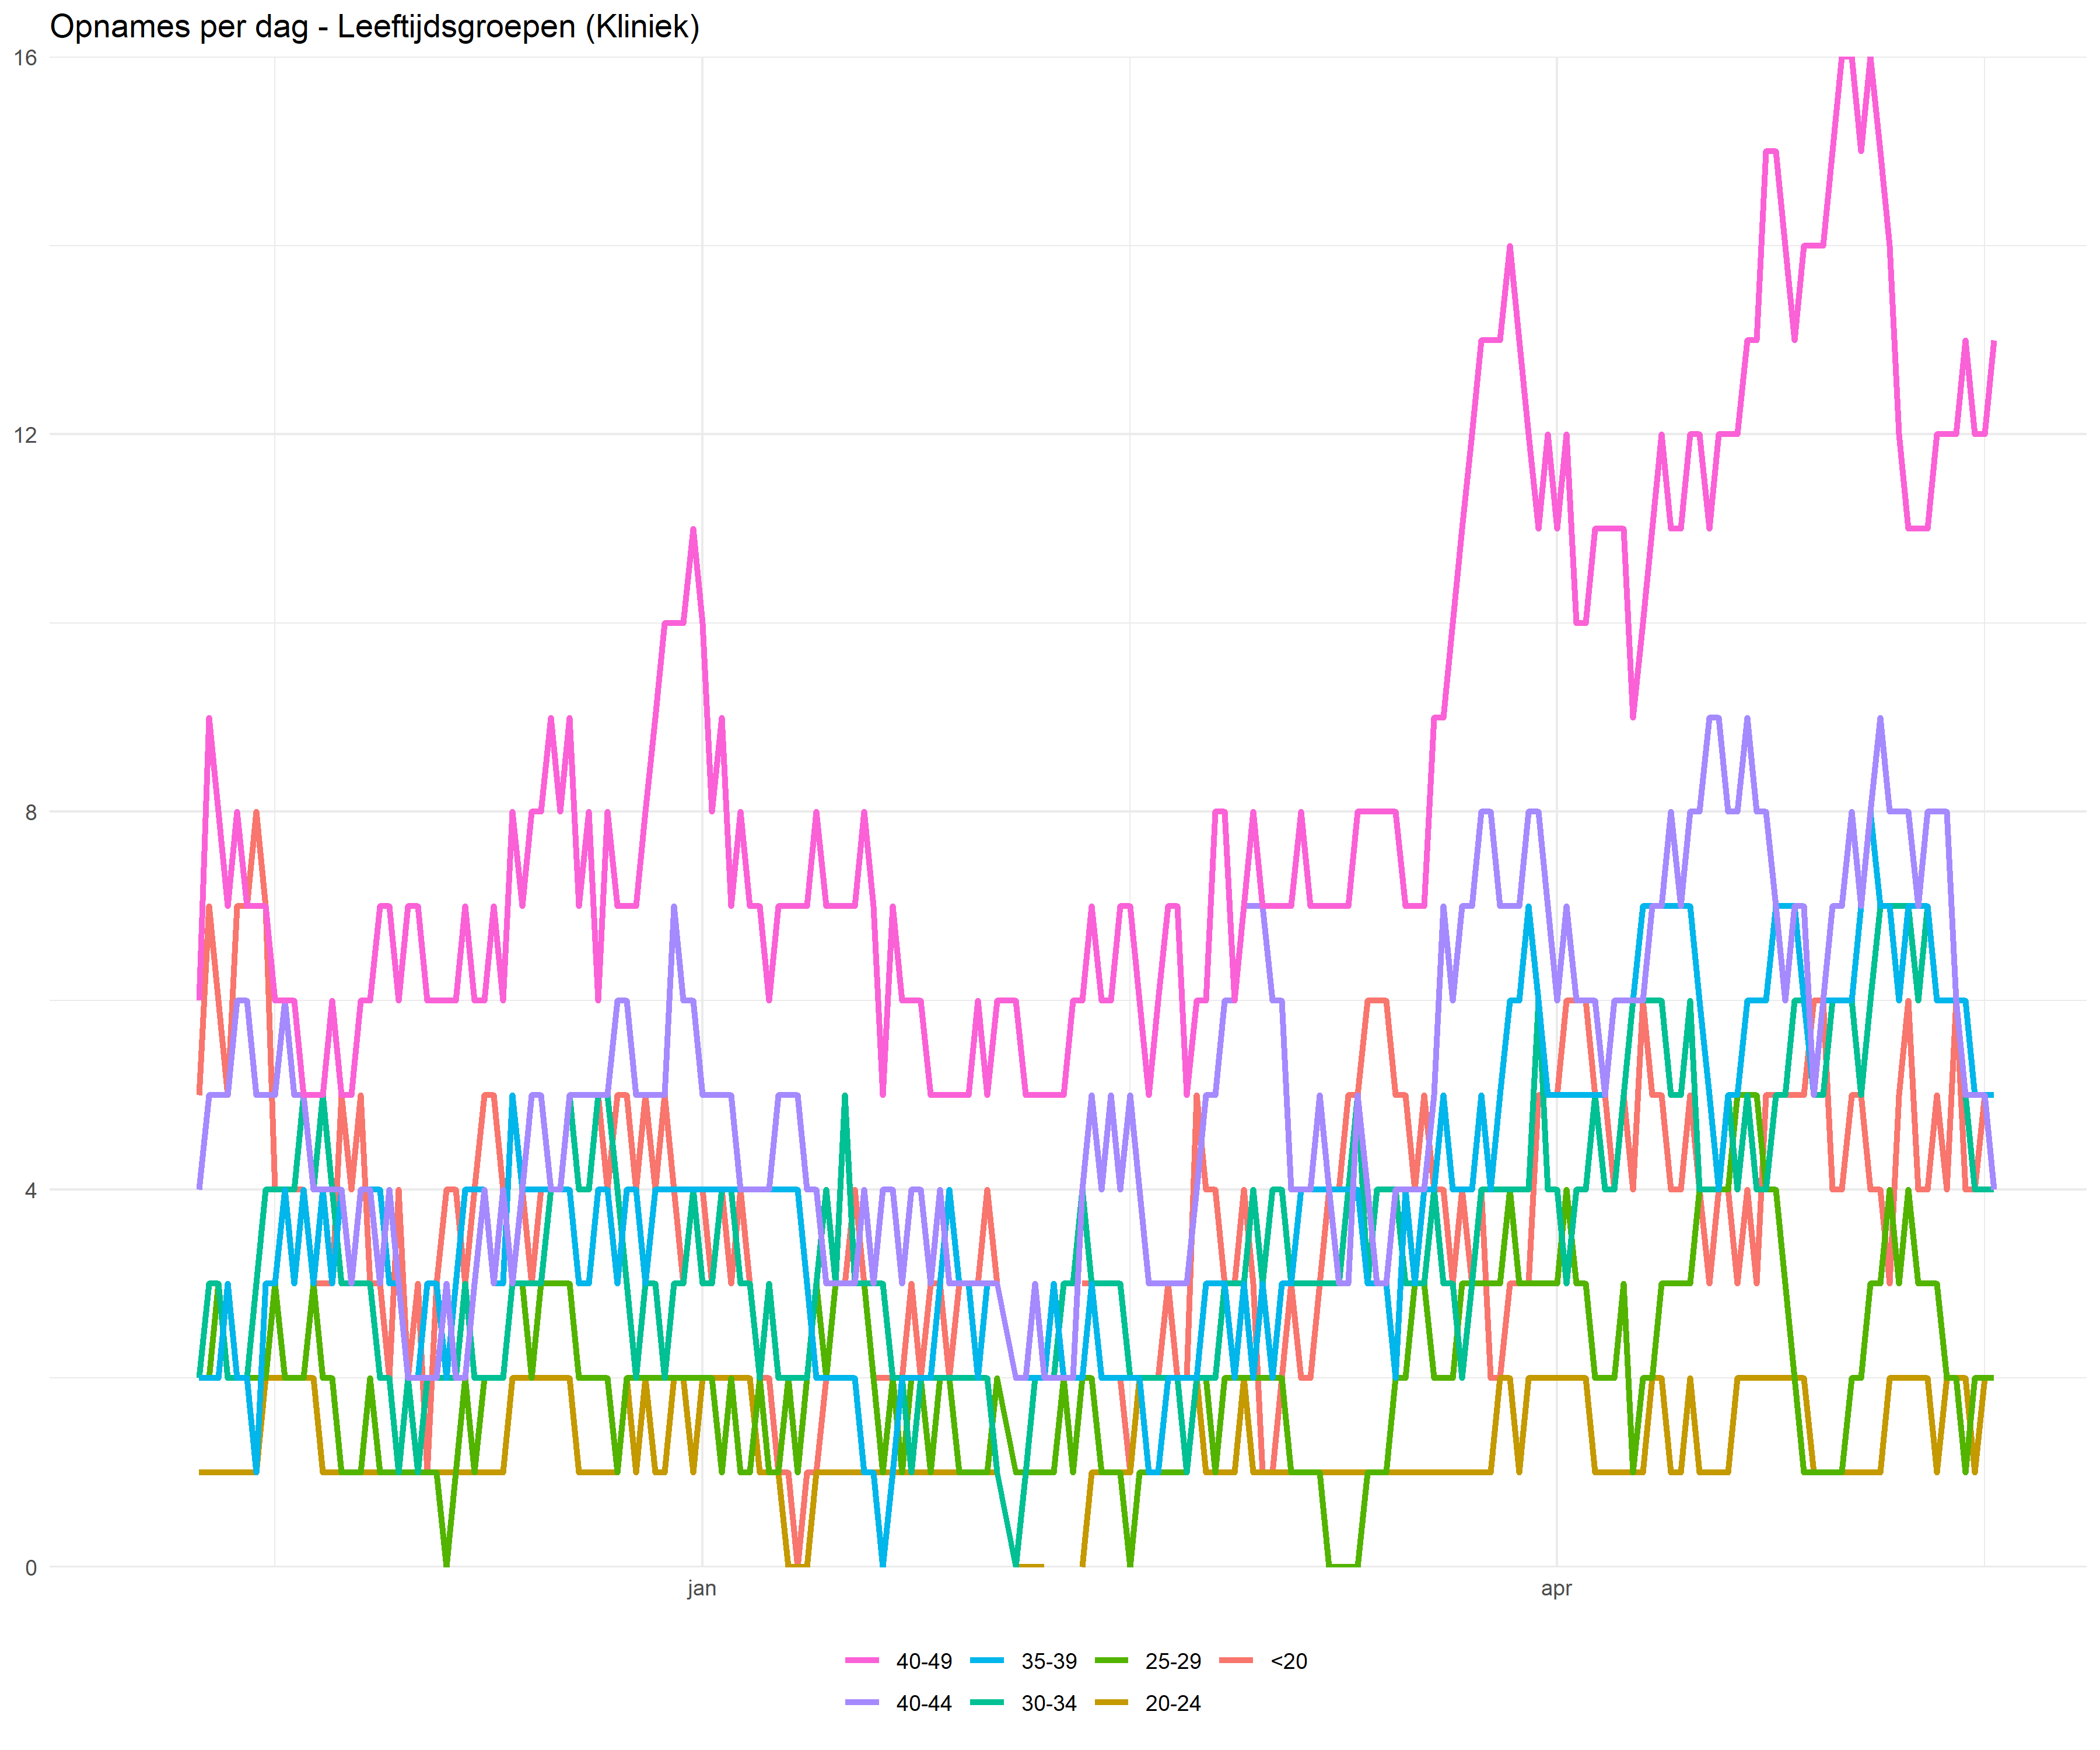 Opnames per dag - Leeftijdsgroepen (Kliniek)
16
12
8
4
0
jan apr
40-49 35-39 25-29 <20
40-44 30-34 20-24